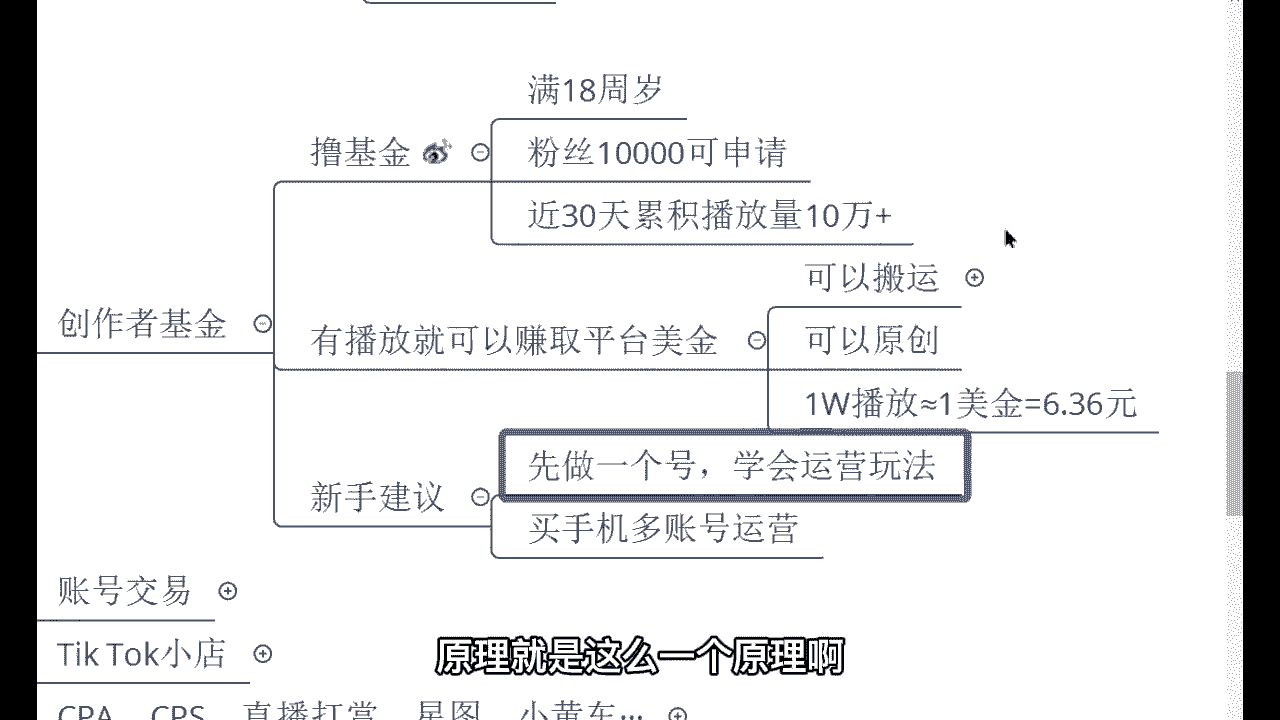 满18周岁
撸基金
粉丝10000可申请
近30天累积播放量10万+
可以搬运
创作者基金
有播放就可以赚取平台美金
可以原创
1W播放≈1美金=6.36元
先做一个号，学会运营玩法
新手建议
买手机多账号运营
账号交易
TikTok小店
原理就是这么一个原理啊
CPA、CPS、直播打赏、星图、小黄车...